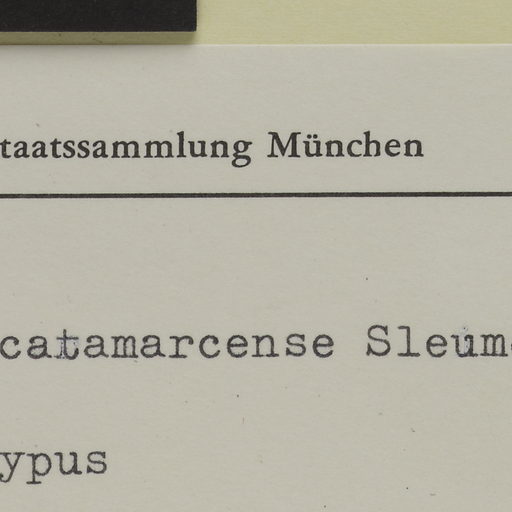 taatssammlung München
catamarcense Sleum
ypus